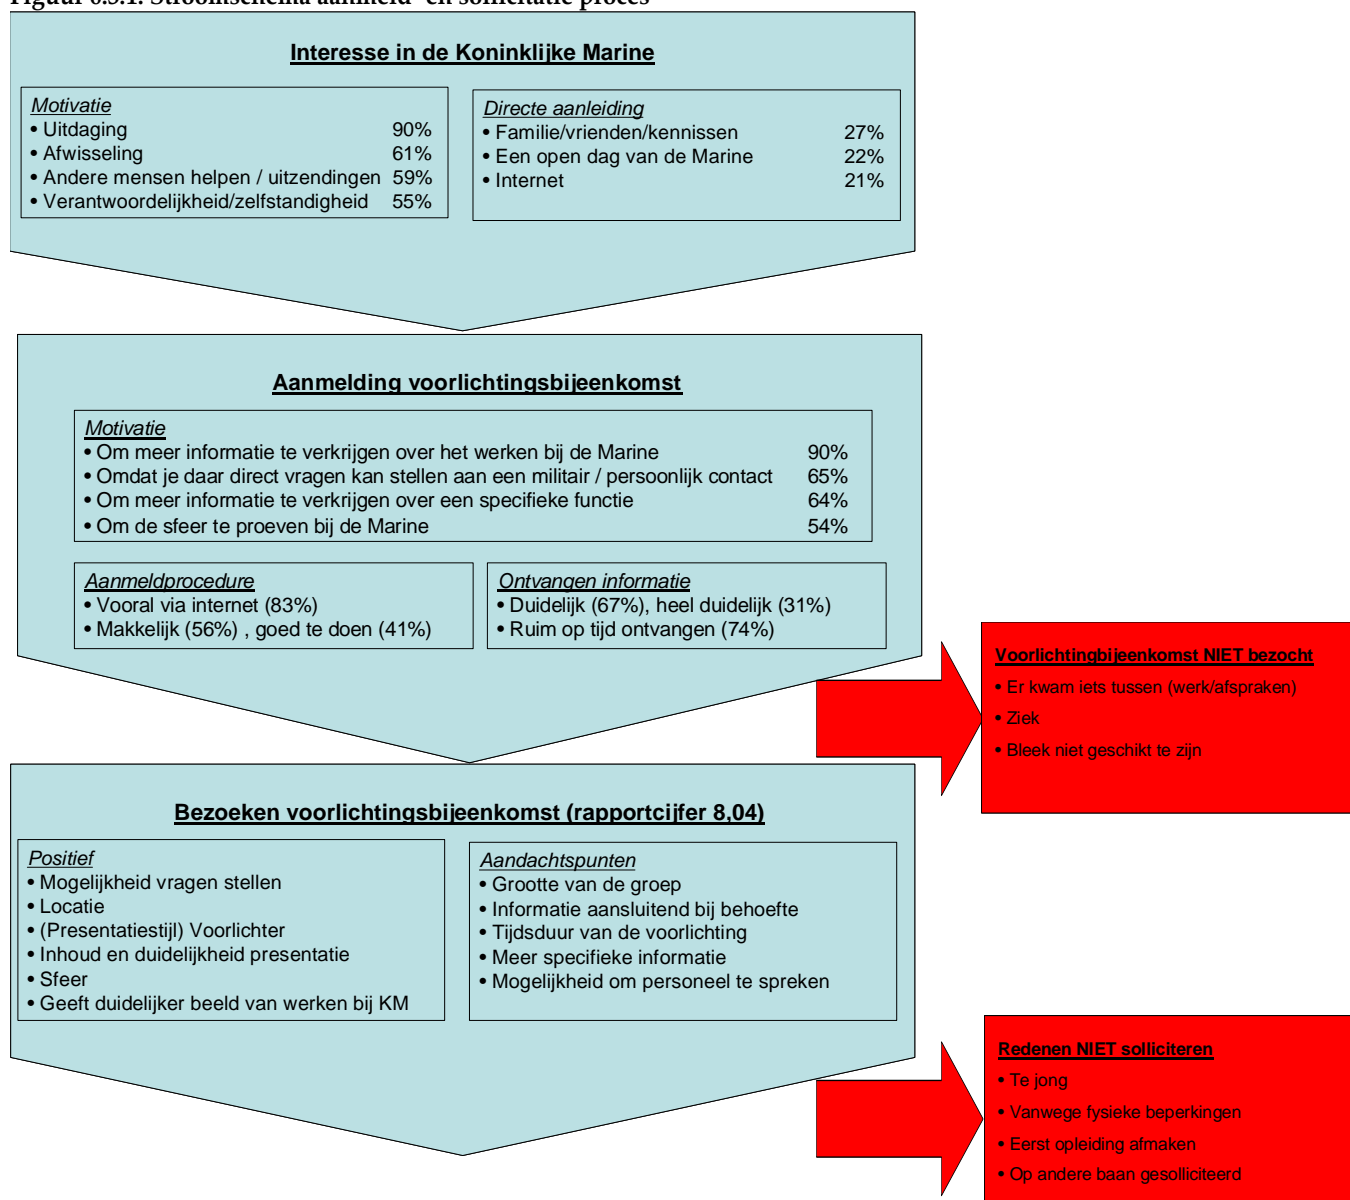 Figuur 6.3.1: Stroomschema aanmeld- en sollicitatie proces
Interesse in de Koninklijke Marine
Motivatie
• Uitdaging 90%
• Afwisseling 61%
• Andere mensen helpen / uitzendingen 59%
• Verantwoordelijkheid/zelfstandigheid 55%
Directe aanleiding
• Familie/vrienden/kennissen 27%
• Een open dag van de Marine 22%
• Internet 21%
Aanmelding voorlichtingsbijeenkomst
Motivatie
• Om meer informatie te verkrijgen over het werken bij de Marine 90%
• Omdat je daar direct vragen kan stellen aan een militair / persoonlijk contact 65%
• Om meer informatie te verkrijgen over een specifieke functie 64%
• Om de sfeer te proeven bij de Marine 54%
Aanmeldprocedure
• Vooral via internet (83%)
• Makkelijk (56%) , goed te doen (41%)
Ontvangen informatie
• Duidelijk (67%), heel duidelijk (31%)
• Ruim op tijd ontvangen (74%)
Voorlichtingbijeenkomst NIET bezocht
• Er kwam iets tussen (werk/afspraken)
• Ziek
• Bleek niet geschikt te zijn
Bezoeken voorlichtingsbijeenkomst (rapportcijfer 8,04)
Positief
• Mogelijkheid vragen stellen
• Locatie
• (Presentatiestijl) Voorlichter
• Inhoud en duidelijkheid presentatie
• Sfeer
• Geeft duidelijker beeld van werken bij KM
Aandachtspunten
• Grootte van de groep
• Informatie aansluitend bij behoefte
• Tijdsduur van de voorlichting
• Meer specifieke informatie
• Mogelijkheid om personeel te spreken
Redenen NIET solliciteren
• Te jong
• Vanwege fysieke beperkingen
• Eerst opleiding afmaken
• Op andere baan gesolliciteerd